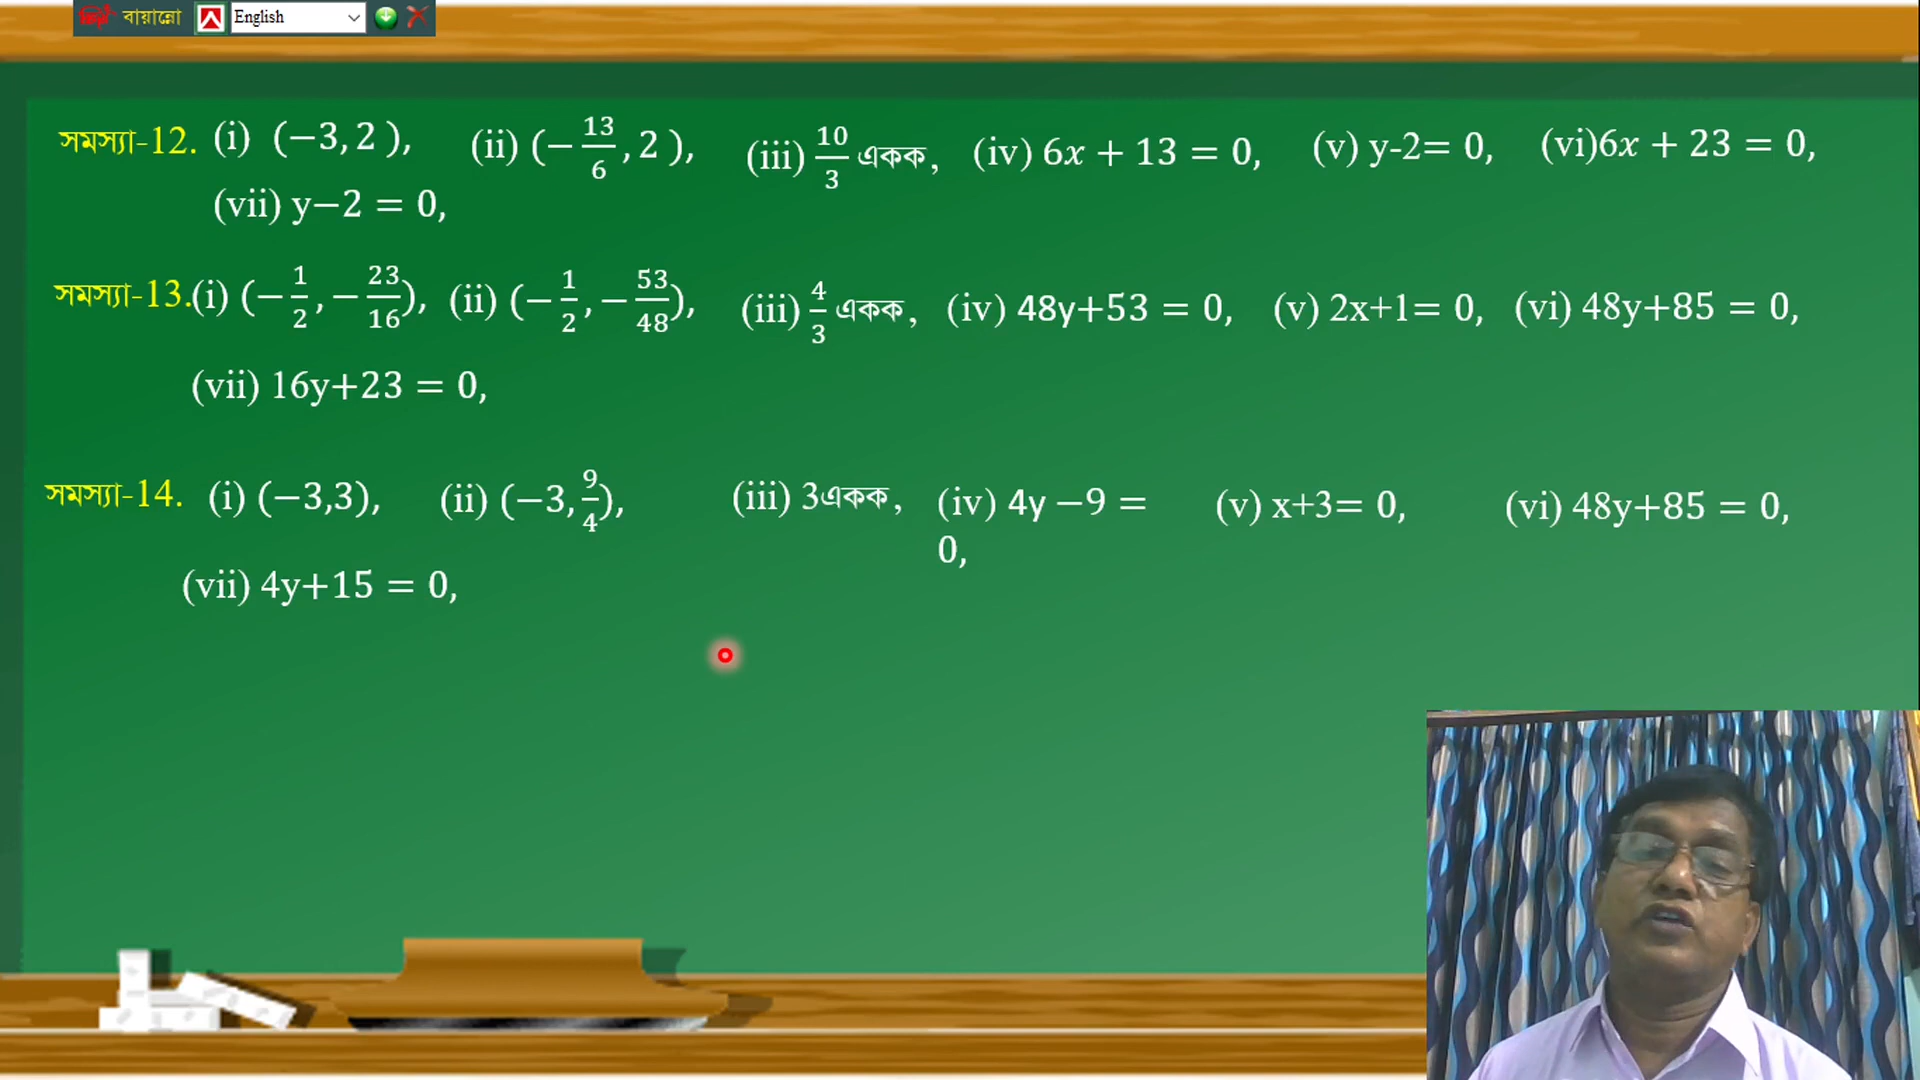 বায়ান্নো English
সমস্যা-12. (i) (−3, 2 ), (ii) (−13/6, 2 ), (iii) 10/3 একক, (iv) 6x + 13 = 0, (v) y-2= 0, (vi)6x + 23 = 0,
(vii) y−2 = 0,
সমস্যা-13.(i) (−1/2, −23/16), (ii) (−1/2, −53/48), (iii) 4/3 একক, (iv) 48y+53 = 0, (v) 2x+1= 0, (vi) 48y+85 = 0,
(vii) 16y+23 = 0,
সমস্যা-14. (i) (−3,3), (ii) (−3, 9/4), (iii) 3একক, (iv) 4y −9 = 0, (v) x+3= 0, (vi) 48y+85 = 0,
(vii) 4y+15 = 0,